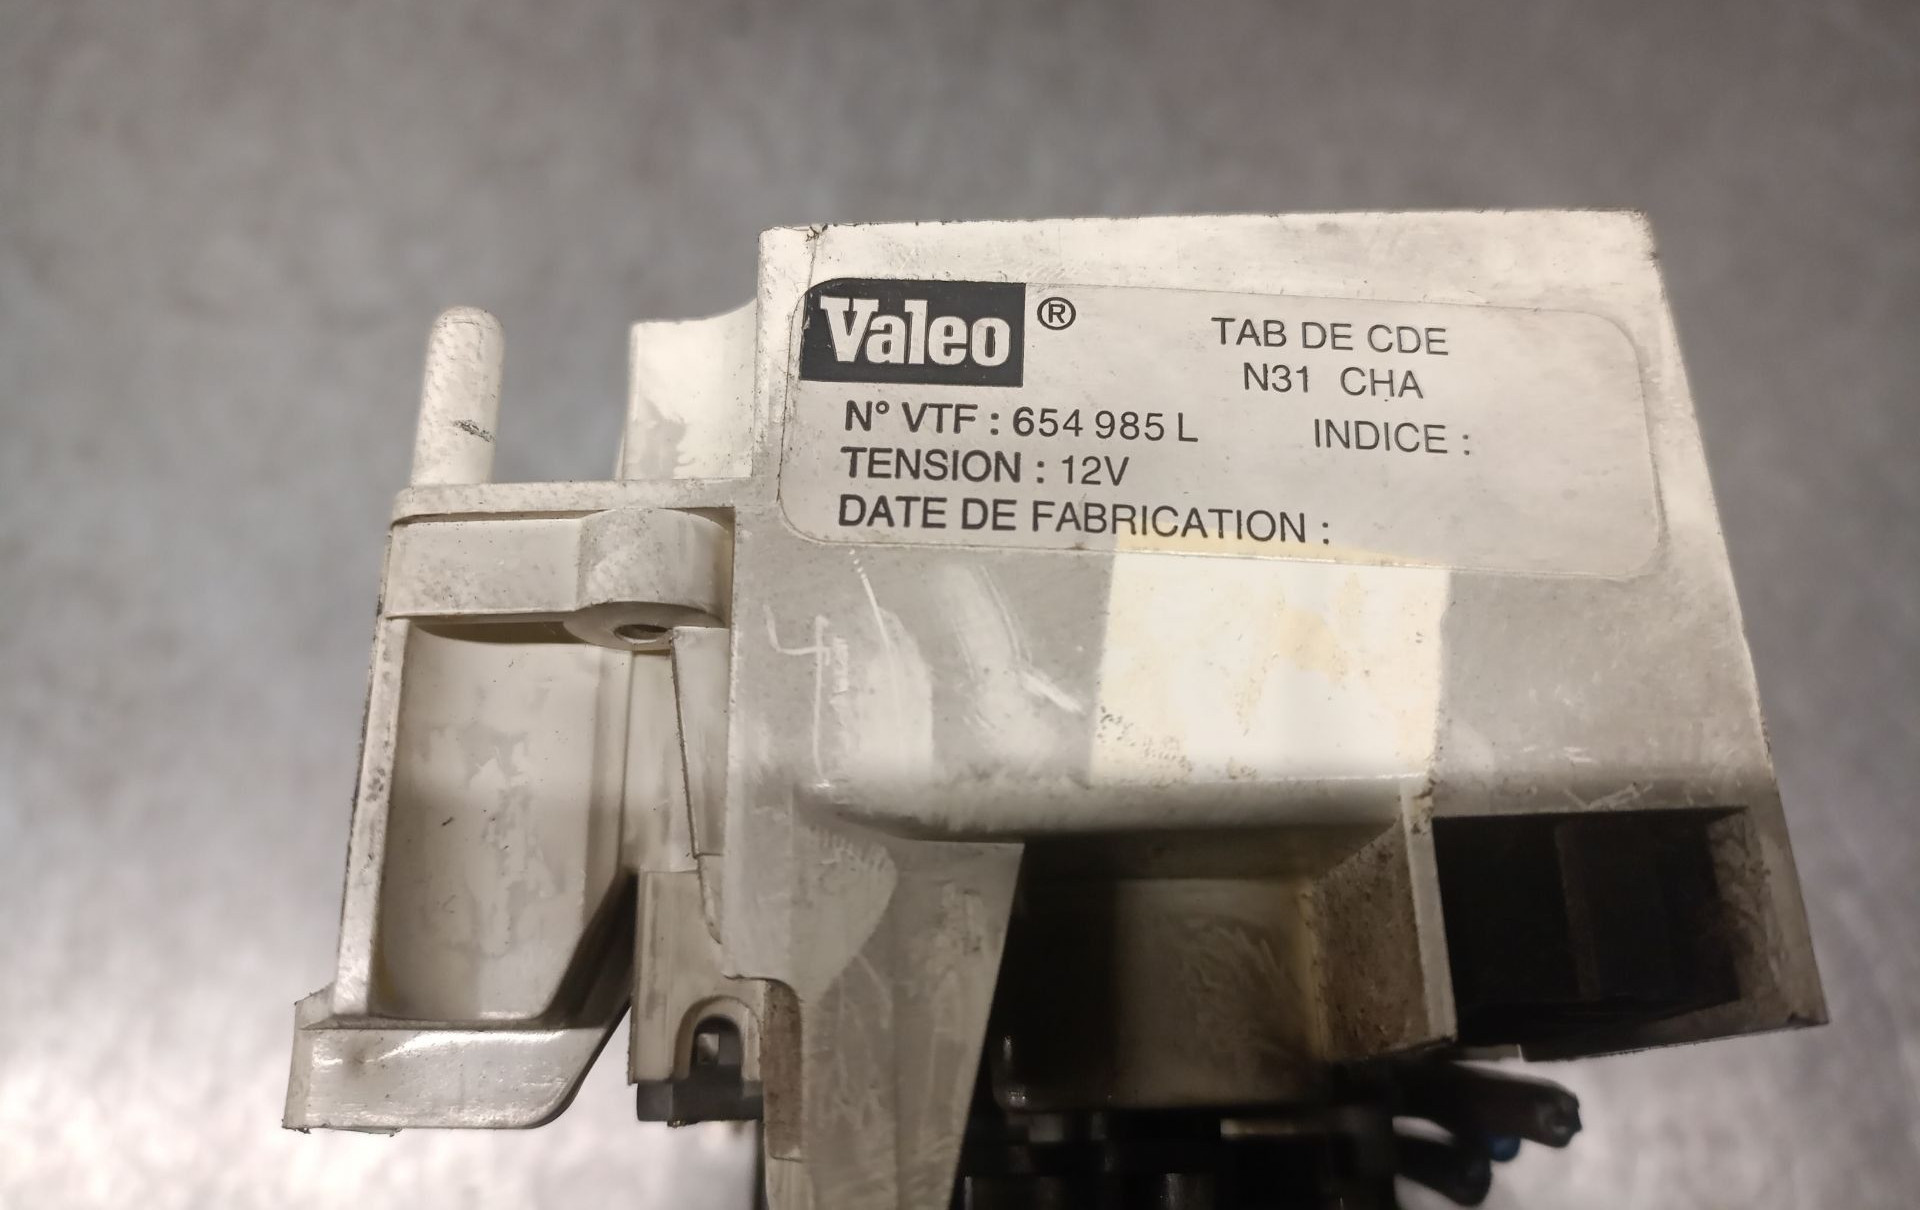 Valeo ® TAB DE CDE
N31 CHA
N° VTF : 654 985 L INDICE :
TENSION : 12V
DATE DE FABRICATION :